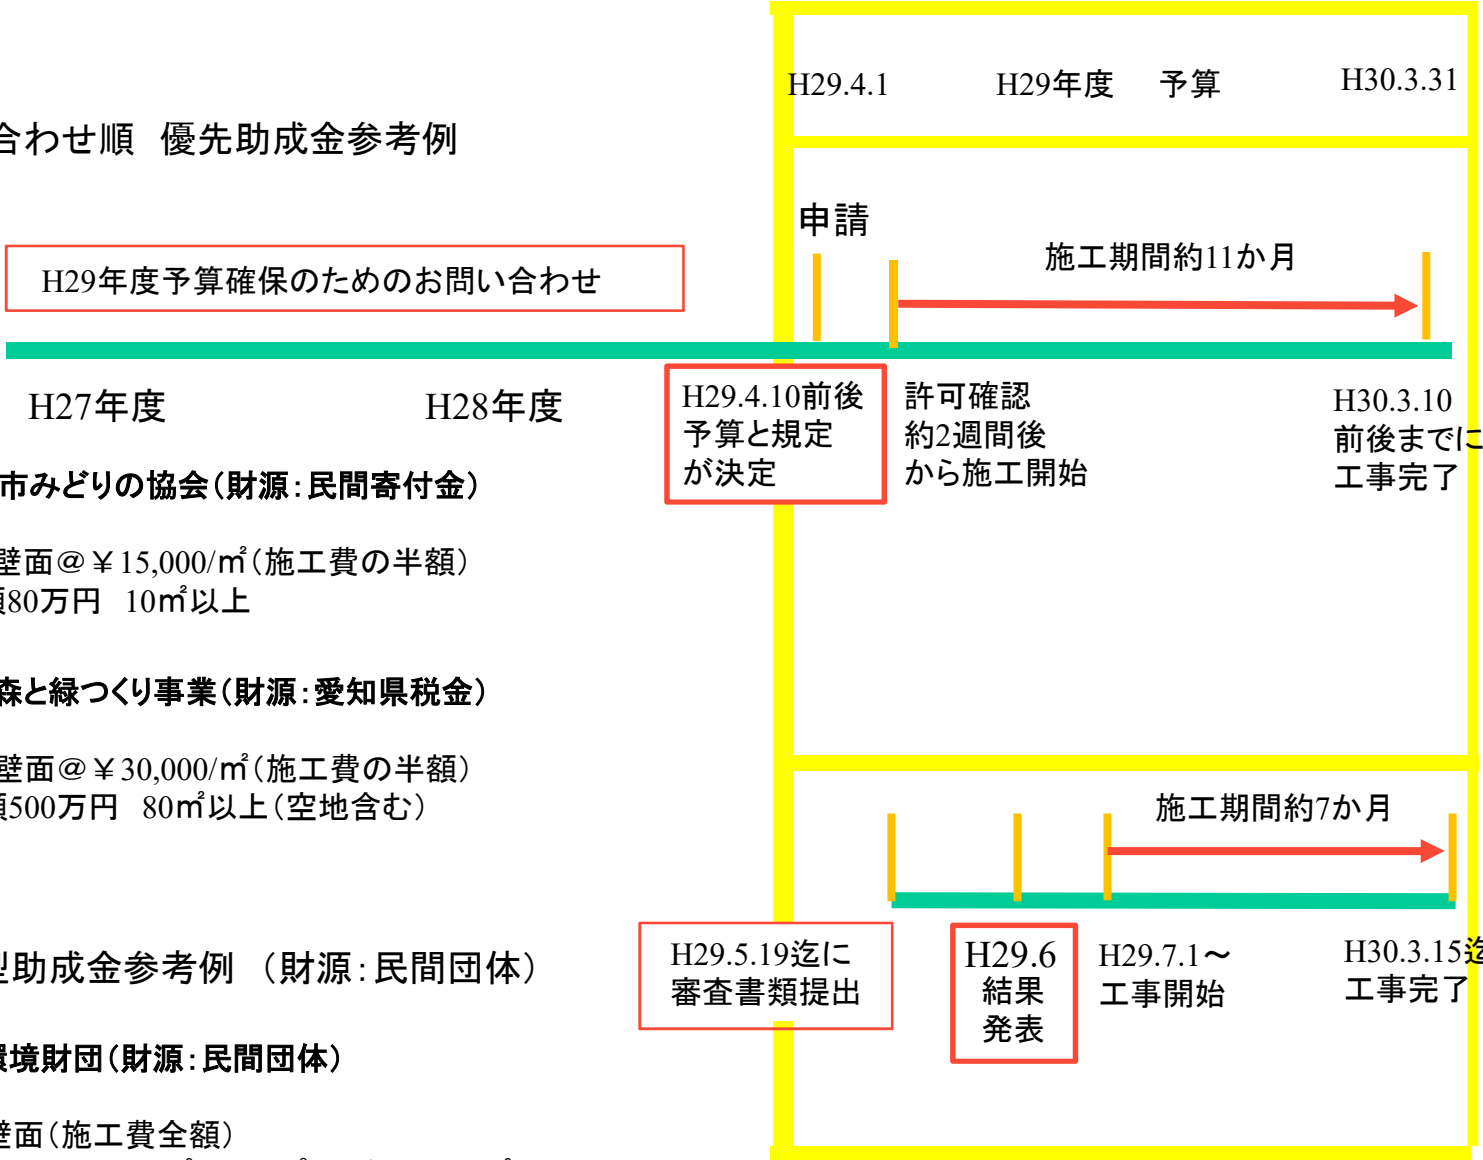 H29.4.1 H29年度 予算 H30.3.31
合わせ順 優先助成金参考例
申請
施工期間約11か月
H29年度予算確保のためのお問い合わせ
H27年度 H28年度
H29.4.10前後
予算と規定
が決定
許可確認
約2週間後
から施工開始
H30.3.10
前後までに
工事完了
市みどりの協会(財源:民間寄付金)
壁面@¥15,000/㎡(施工費の半額)
額80万円 10㎡以上
森と緑つくり事業(財源:愛知県税金)
壁面@¥30,000/㎡(施工費の半額)
額500万円 80㎡以上(空地含む)
施工期間約7か月
型助成金参考例 (財源:民間団体)
H29.5.19迄に
審査書類提出
H29.6
結果
発表
H29.7.1~
工事開始
H30.3.15迄
工事完了
環境財団(財源:民間団体)
壁面(施工費全額)